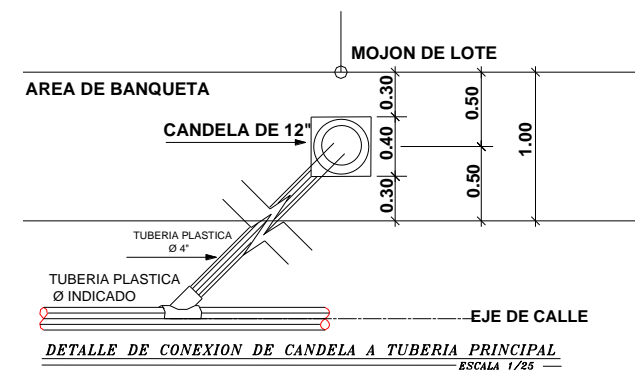 MOJON DE LOTE
AREA DE BANQUETA
0.30
0.50
CANDELA DE 12"
0.40
1.00
0.30
0.50
TUBERIA PLASTICA
Ø 4"
TUBERIA PLASTICA
Ø INDICADO
EJE DE CALLE
DETALLE DE CONEXION DE CANDELA A TUBERIA PRINCIPAL
ESCALA 1/25